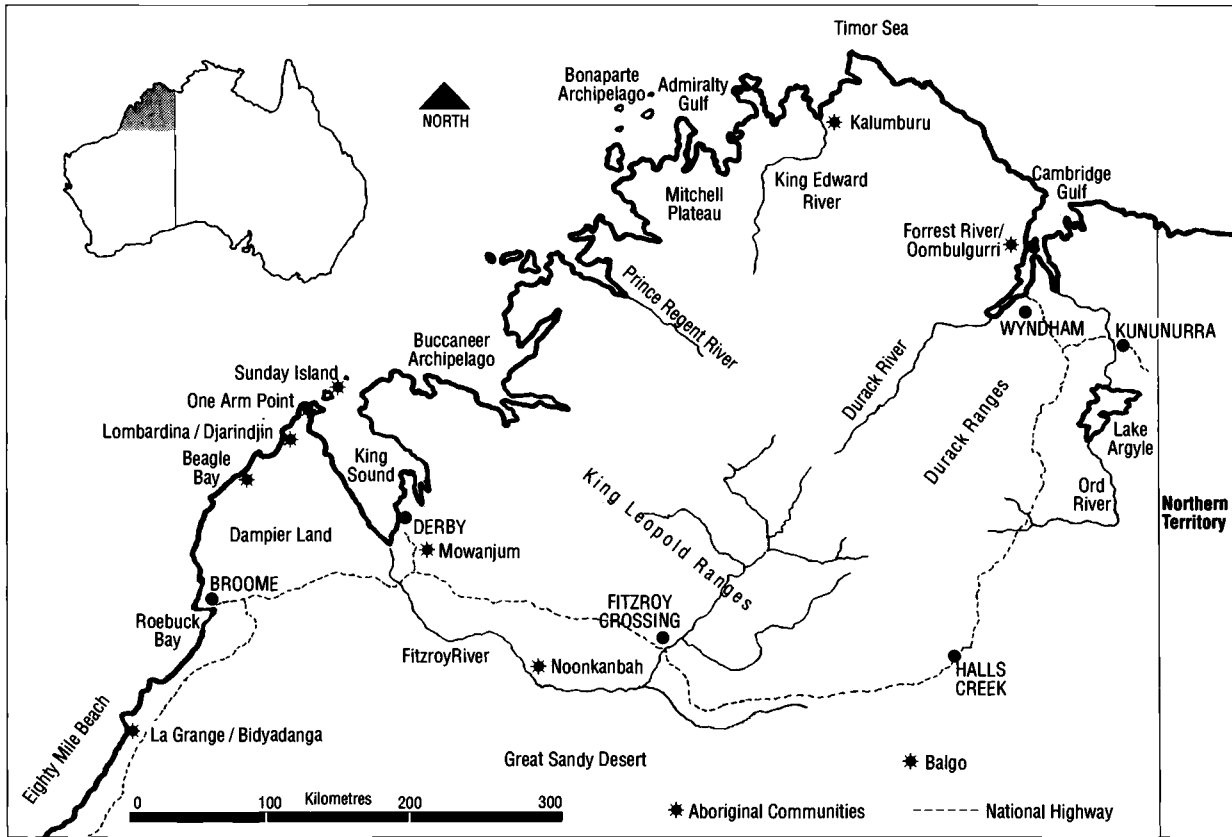 Timor Sea
Bonaparte
Archipelago
Admiralty
Gulf
NORTH
Kalumburu
Mitchell
Plateau
King Edward
River
Cambridge
Gulf
Forrest River/
Oombulgurri
Prince Regent River
WYNDHAM
KUNUNURRA
Buccaneer
Archipelago
Sunday Island
One Arm Point
Lombardina / Djarindjin
Beagle
Bay
King
Sound
Durack River
Durack Ranges
Lake
Argyle
Ord
River
Northern
Territory
King Leopold Ranges
DERBY
Mowanjum
Dampier Land
BROOME
Roebuck
Bay
FITZROY
CROSSING
FitzroyRiver
Noonkanbah
HALLS
CREEK
Eighty Mile Beach
La Grange / Bidyadanga
Great Sandy Desert
Balgo
0 100 Kilometres 200 300
Aboriginal Communities
National Highway